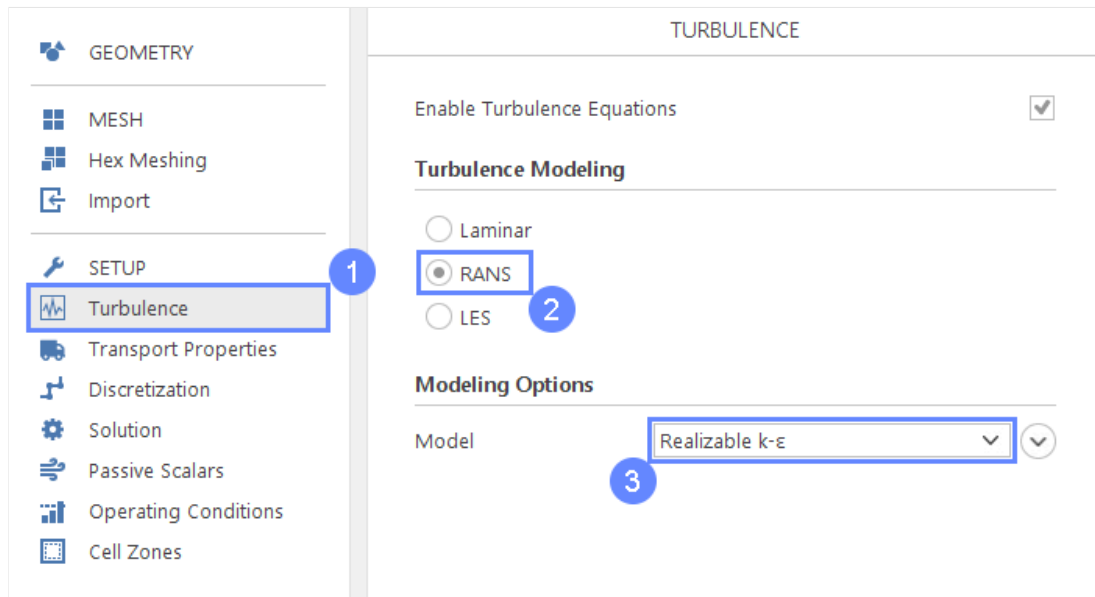 GEOMETRY
MESH
Hex Meshing
Import
SETUP
1
Turbulence
Transport Properties
Discretization
Solution
Passive Scalars
Operating Conditions
Cell Zones
TURBULENCE
Enable Turbulence Equations
Turbulence Modeling
Laminar
RANS
2
LES
Modeling Options
Model Realizable k-ε
3